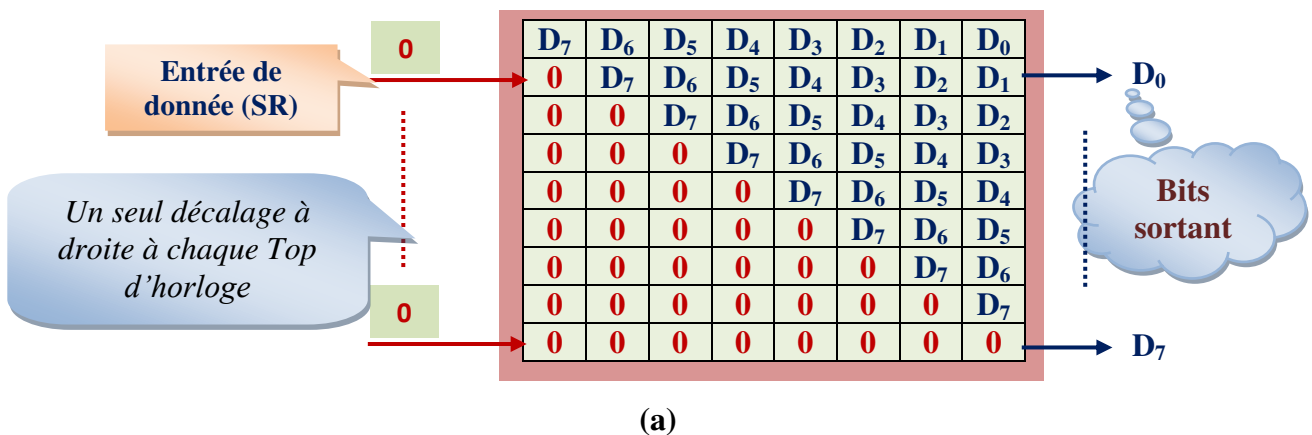 0
Entrée de
donnée (SR)
Un seul décalage à
droite à chaque Top
d’horloge
0
D₇ D₆ D₅ D₄ D₃ D₂ D₁ D₀
0 D₇ D₆ D₅ D₄ D₃ D₂ D₁
0 0 D₇ D₆ D₅ D₄ D₃ D₂
0 0 0 D₇ D₆ D₅ D₄ D₃
0 0 0 0 D₇ D₆ D₅ D₄
0 0 0 0 0 D₇ D₆ D₅
0 0 0 0 0 0 D₇ D₆
0 0 0 0 0 0 0 D₇
0 0 0 0 0 0 0 0
D₀
Bits
sortant
D₇
(a)